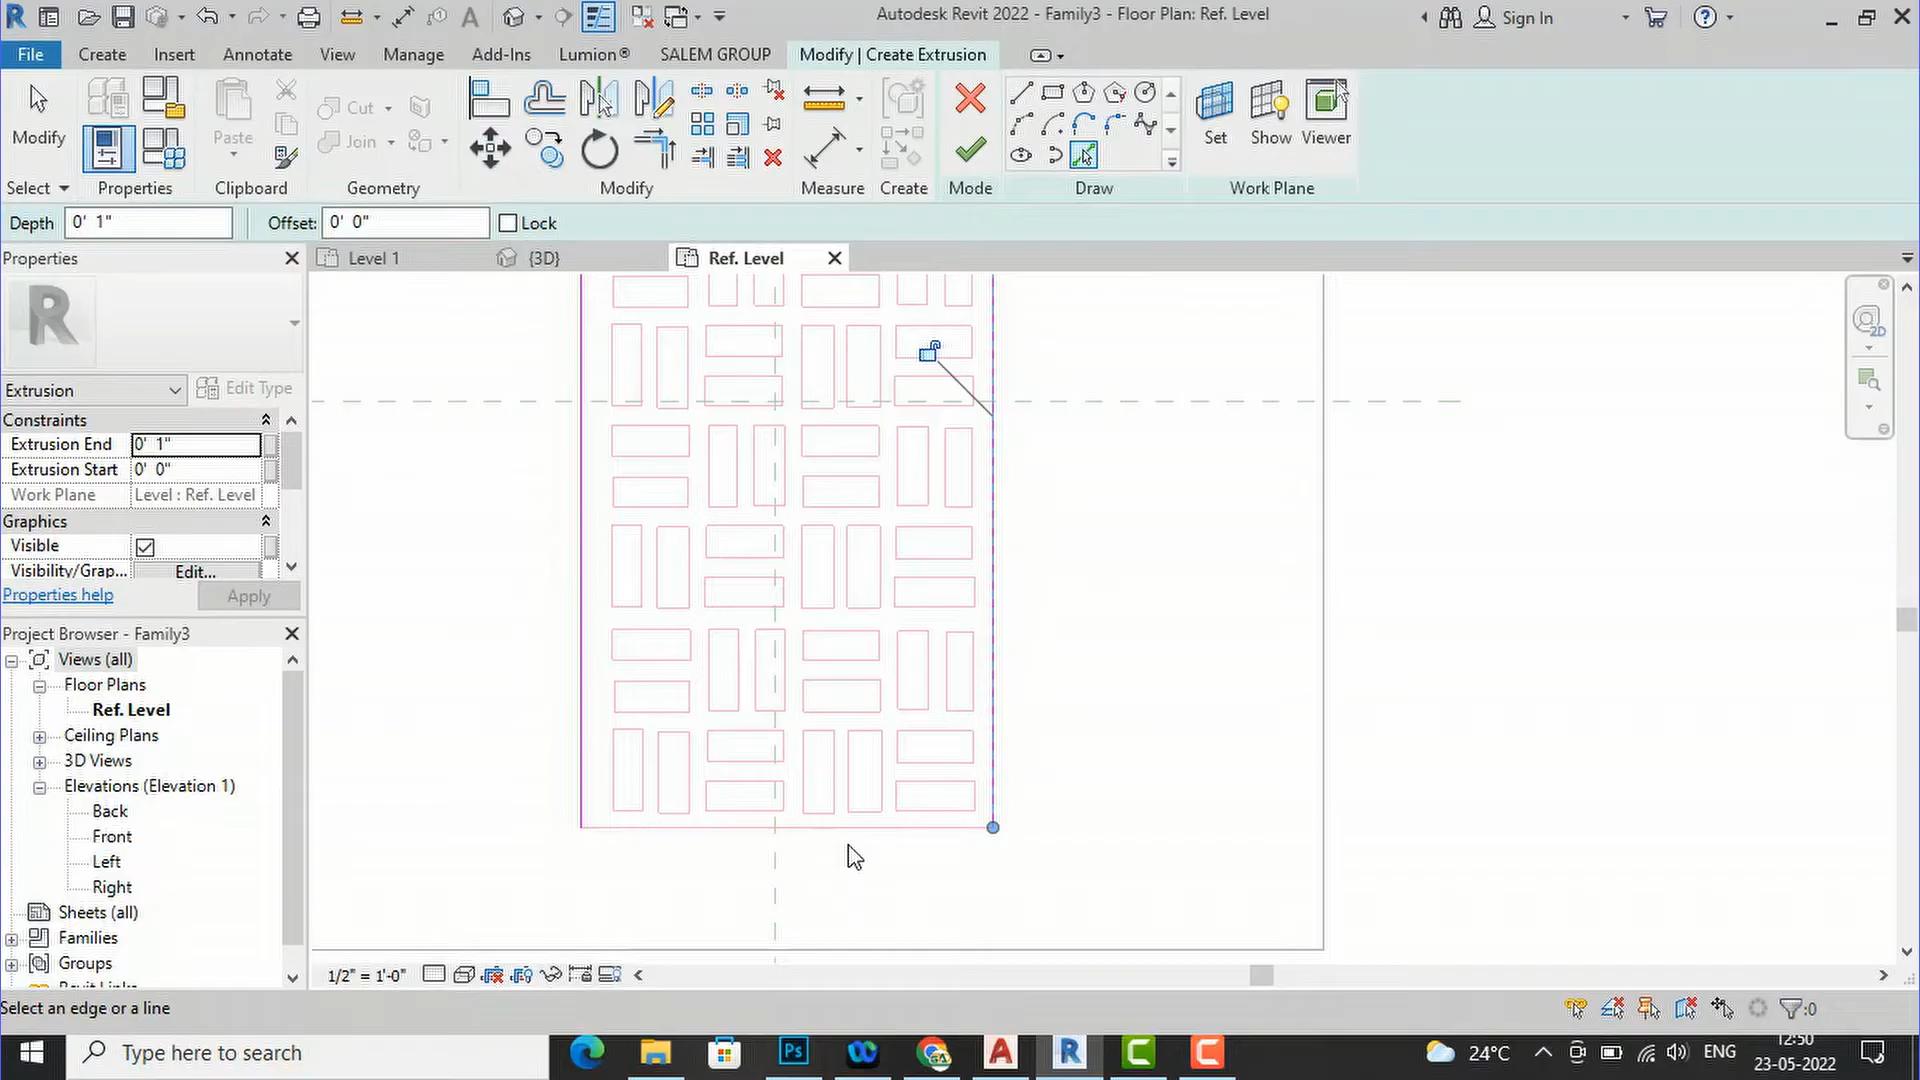 Autodesk Revit 2022 - Family3 - Floor Plan: Ref. Level
Sign In
File
Create
Insert
Annotate
View
Manage
Add-Ins
Lumion®
SALEM GROUP
Modify | Create Extrusion
Modify
Paste
Cut
Join
Set
Show
Viewer
Select
Properties
Clipboard
Geometry
Modify
Measure
Create
Mode
Draw
Work Plane
Depth 0' 1"
Offset: 0' 0"
Lock
Properties
Level 1
{3D}
Ref. Level
Extrusion
Edit Type
Constraints
Extrusion End 0' 1"
Extrusion Start 0' 0"
Work Plane Level : Ref. Level
Graphics
Visible
Visibility/Grap... Edit...
Properties help
Apply
Project Browser - Family3
Views (all)
Floor Plans
Ref. Level
Ceiling Plans
3D Views
Elevations (Elevation 1)
Back
Front
Left
Right
Sheets (all)
Families
Groups
Revit Links
2D
1/2" = 1'-0"
Select an edge or a line
:0
Type here to search
Ps
24°C
ENG
12:50
23-05-2022